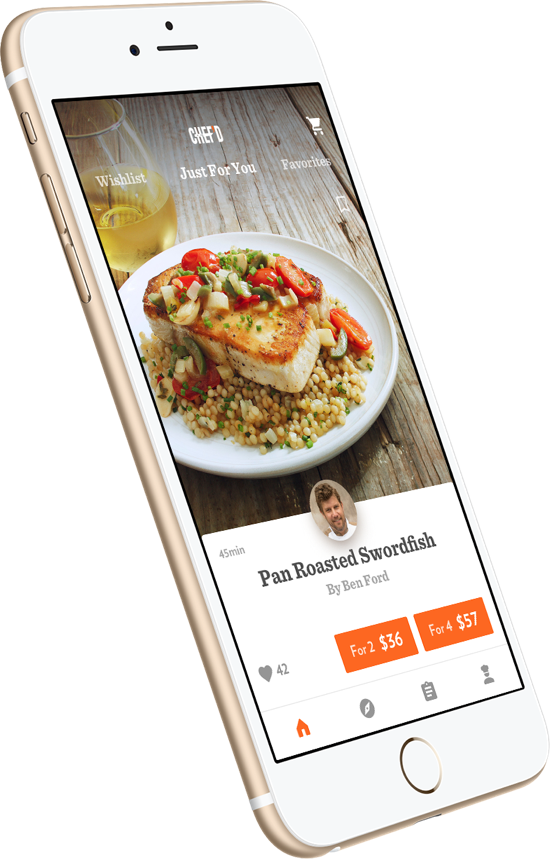 CHEF'D
Wishlist Just For You Favorites
45min
Pan Roasted Swordfish
By Ben Ford
42 For 2 $36 For 4 $57